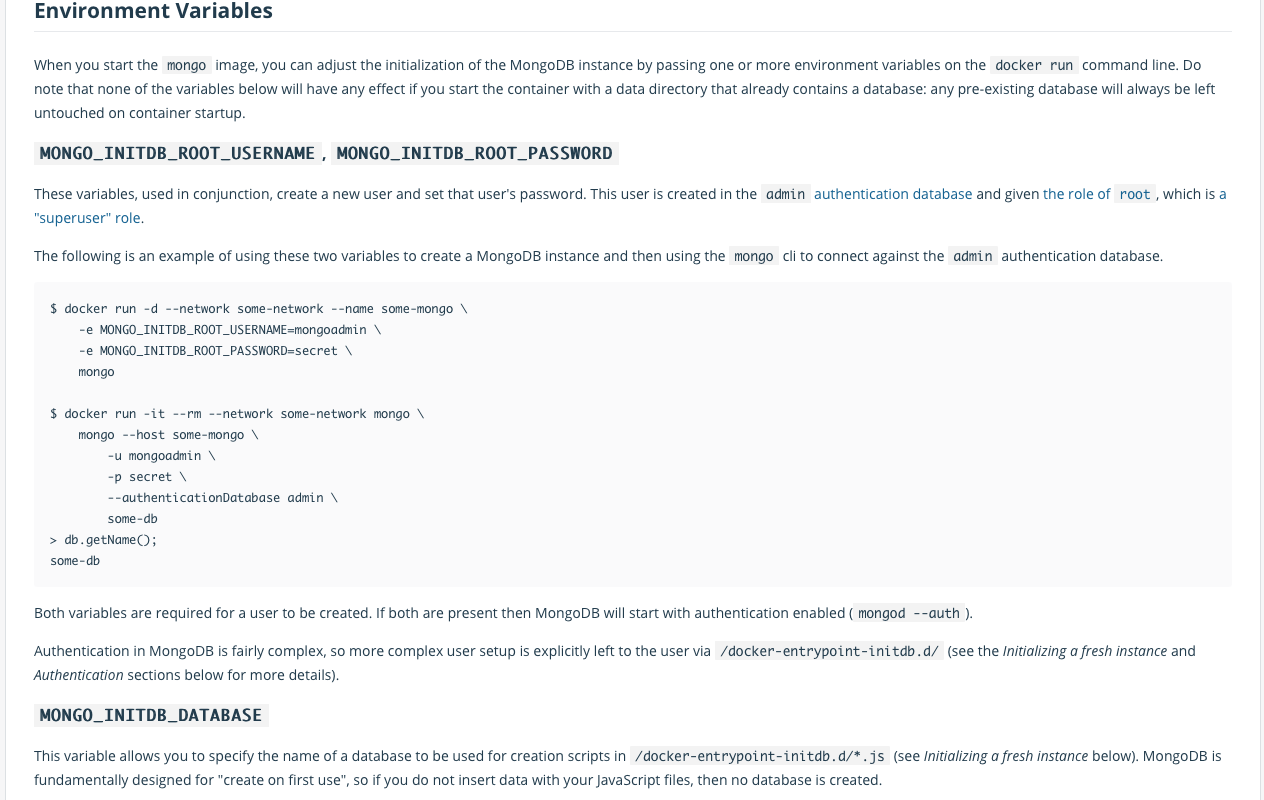 Environment Variables
When you start the mongo image, you can adjust the initialization of the MongoDB instance by passing one or more environment variables on the docker run command line. Do
note that none of the variables below will have any effect if you start the container with a data directory that already contains a database: any pre-existing database will always be left
untouched on container startup.
MONGO_INITDB_ROOT_USERNAME , MONGO_INITDB_ROOT_PASSWORD
These variables, used in conjunction, create a new user and set that user's password. This user is created in the admin authentication database and given the role of root , which is a
"superuser" role.
The following is an example of using these two variables to create a MongoDB instance and then using the mongo cli to connect against the admin authentication database.
$ docker run -d --network some-network --name some-mongo \
    -e MONGO_INITDB_ROOT_USERNAME=mongoadmin \
    -e MONGO_INITDB_ROOT_PASSWORD=secret \
    mongo

$ docker run -it --rm --network some-network mongo \
    mongo --host some-mongo \
        -u mongoadmin \
        -p secret \
        --authenticationDatabase admin \
        some-db
> db.getName();
some-db
Both variables are required for a user to be created. If both are present then MongoDB will start with authentication enabled ( mongod --auth ).
Authentication in MongoDB is fairly complex, so more complex user setup is explicitly left to the user via /docker-entrypoint-initdb.d/ (see the Initializing a fresh instance and
Authentication sections below for more details).
MONGO_INITDB_DATABASE
This variable allows you to specify the name of a database to be used for creation scripts in /docker-entrypoint-initdb.d/*.js (see Initializing a fresh instance below). MongoDB is
fundamentally designed for "create on first use", so if you do not insert data with your JavaScript files, then no database is created.